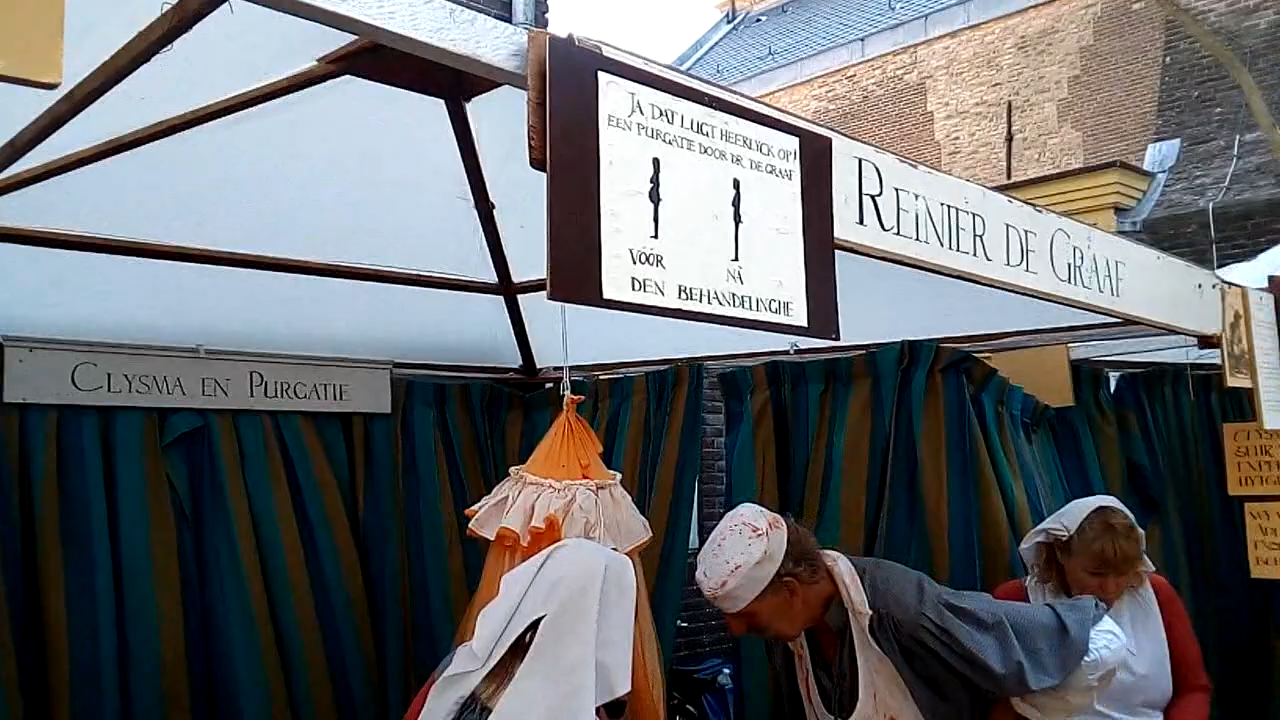 JA, DAT LUGT HEERLYCK OP!
EEN PURGATIE DOOR DR. DE GRAAF
VÓÓR
NÁ
DEN BEHANDELINGHE
REINIER DE GRAAF
CLYSMA EN PURGATIE